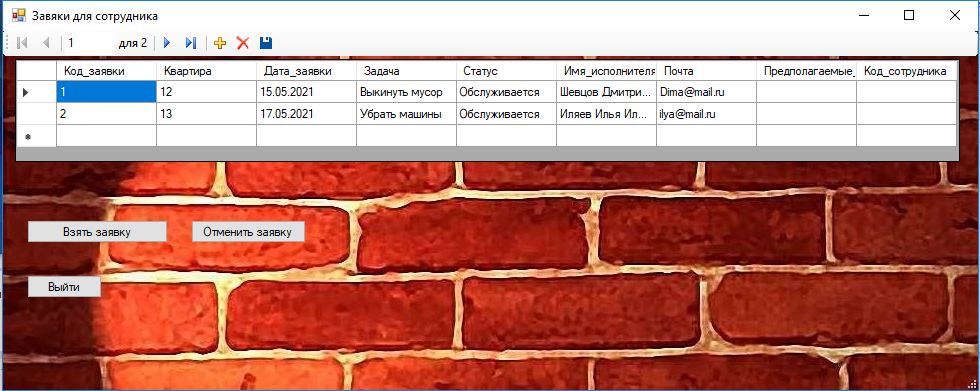 Завяки для сотрудника
1 для 2
Код_заявки Квартира Дата_заявки Задача Статус Имя_исполнителя Почта Предполагаемые_ Код_сотрудника
1 12 15.05.2021 Выкинуть мусор Обслуживается Шевцов Дмитри... Dima@mail.ru
2 13 17.05.2021 Убрать машины Обслуживается Иляев Илья Ил... ilya@mail.ru
Взять заявку Отменить заявку
Выйти